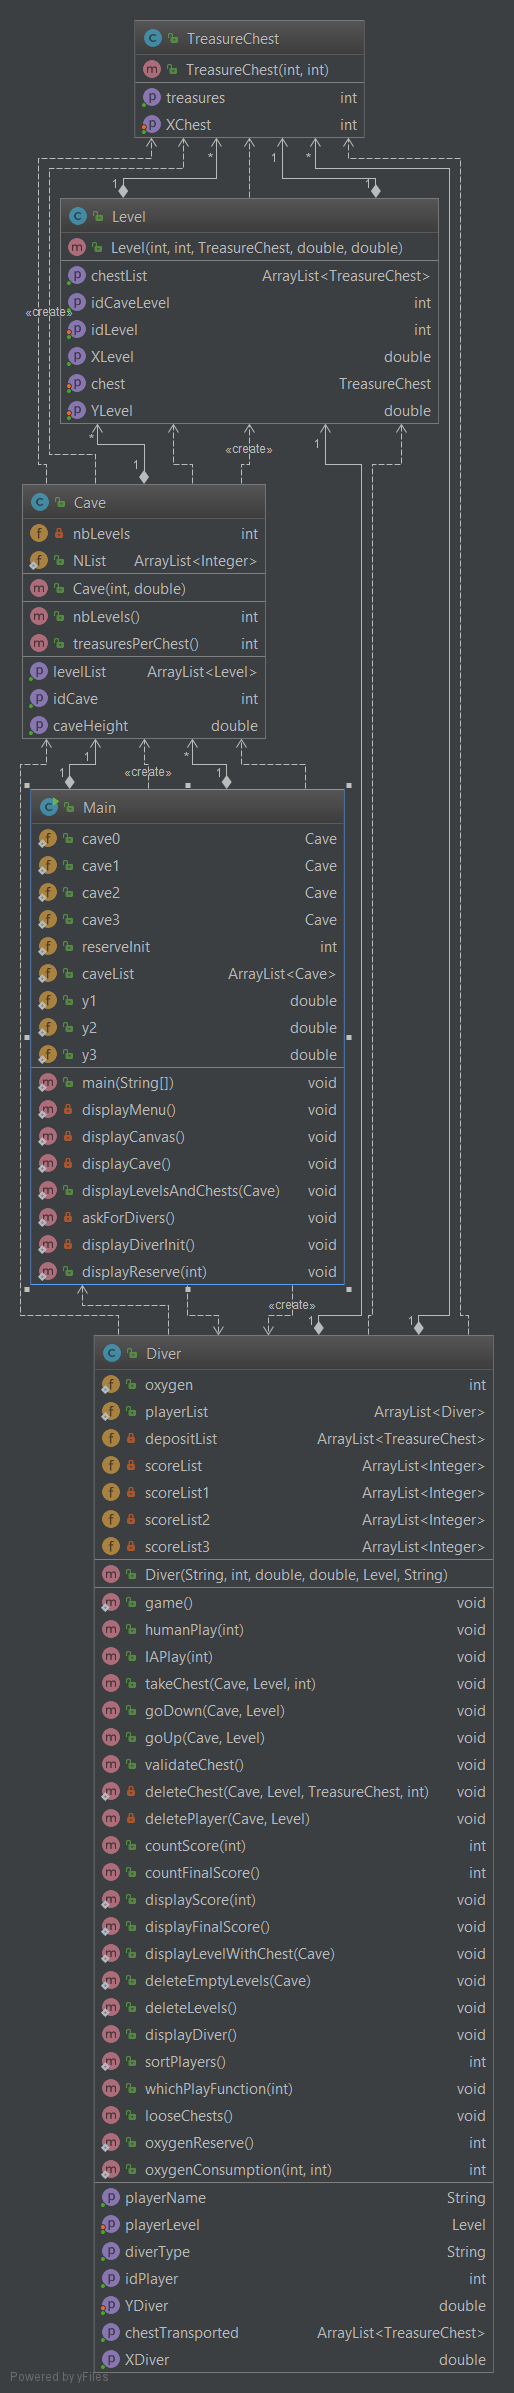 TreasureChest
TreasureChest(int, int)
treasures int
XChest int
1 * 1 * 1
Level
Level(int, int, TreasureChest, double, double)
chestList ArrayList<TreasureChest>
idCaveLevel int
«create»
idLevel int
XLevel double
chest TreasureChest
YLevel double
* «create» 1
1
Cave
nbLevels int
NList ArrayList<Integer>
Cave(int, double)
nbLevels() int
treasuresPerChest() int
levelList ArrayList<Level>
idCave int
caveHeight double
1 *
1 «create» 1
Main
cave0 Cave
cave1 Cave
cave2 Cave
cave3 Cave
reserveInit int
caveList ArrayList<Cave>
y1 double
y2 double
y3 double
main(String[]) void
displayMenu() void
displayCanvas() void
displayCave() void
displayLevelsAndChests(Cave) void
askForDivers() void
displayDiverInit() void
displayReserve(int) void
«create»
1 1
Diver
oxygen int
playerList ArrayList<Diver>
depositList ArrayList<TreasureChest>
scoreList ArrayList<Integer>
scoreList1 ArrayList<Integer>
scoreList2 ArrayList<Integer>
scoreList3 ArrayList<Integer>
Diver(String, int, double, double, Level, String)
game() void
humanPlay(int) void
IAPlay(int) void
takeChest(Cave, Level, int) void
goDown(Cave, Level) void
goUp(Cave, Level) void
validateChest() void
deleteChest(Cave, Level, TreasureChest, int) void
deletePlayer(Cave, Level) void
countScore(int) int
countFinalScore() int
displayScore(int) void
displayFinalScore() void
displayLevelWithChest(Cave) void
deleteEmptyLevels(Cave) void
deleteLevels() void
displayDiver() void
sortPlayers() int
whichPlayFunction(int) void
looseChests() void
oxygenReserve() int
oxygenConsumption(int, int) int
playerName String
playerLevel Level
diverType String
idPlayer int
YDiver double
chestTransported ArrayList<TreasureChest>
XDiver double
Powered by yFiles